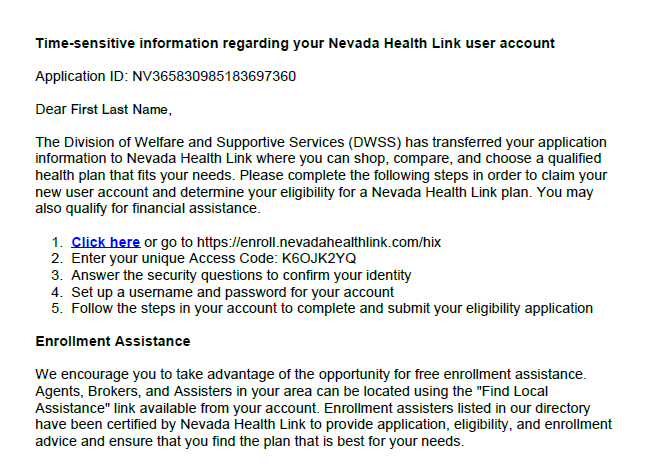 Time-sensitive information regarding your Nevada Health Link user account
Application ID: NV365830985183697360
Dear First Last Name,
The Division of Welfare and Supportive Services (DWSS) has transferred your application
information to Nevada Health Link where you can shop, compare, and choose a qualified
health plan that fits your needs. Please complete the following steps in order to claim your
new user account and determine your eligibility for a Nevada Health Link plan. You may
also qualify for financial assistance.
1. Click here or go to https://enroll.nevadahealthlink.com/hix
2. Enter your unique Access Code: K6OJK2YQ
3. Answer the security questions to confirm your identity
4. Set up a username and password for your account
5. Follow the steps in your account to complete and submit your eligibility application
Enrollment Assistance
We encourage you to take advantage of the opportunity for free enrollment assistance.
Agents, Brokers, and Assisters in your area can be located using the "Find Local
Assistance" link available from your account. Enrollment assisters listed in our directory
have been certified by Nevada Health Link to provide application, eligibility, and enrollment
advice and ensure that you find the plan that is best for your needs.